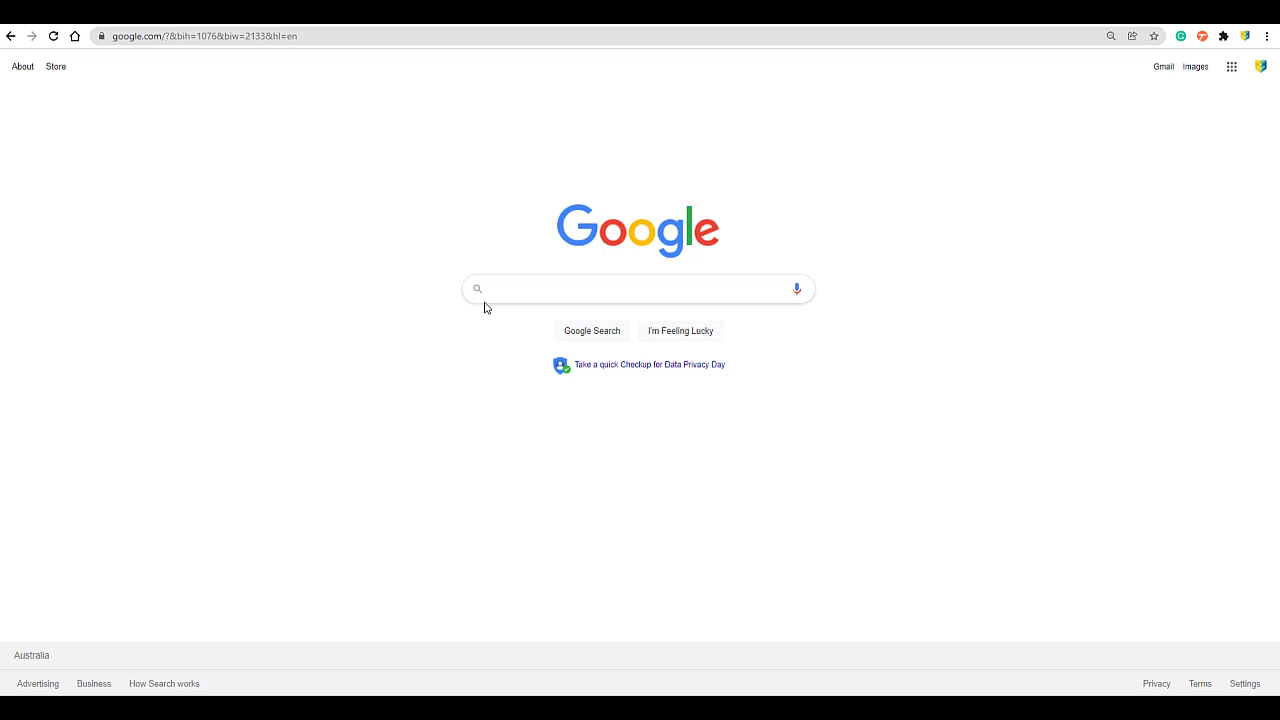 google.com/?&bih=1076&biw=2133&hl=en
About Store Gmail Images
Google
Google Search I'm Feeling Lucky
Take a quick Checkup for Data Privacy Day
Australia
Advertising Business How Search works Privacy Terms Settings